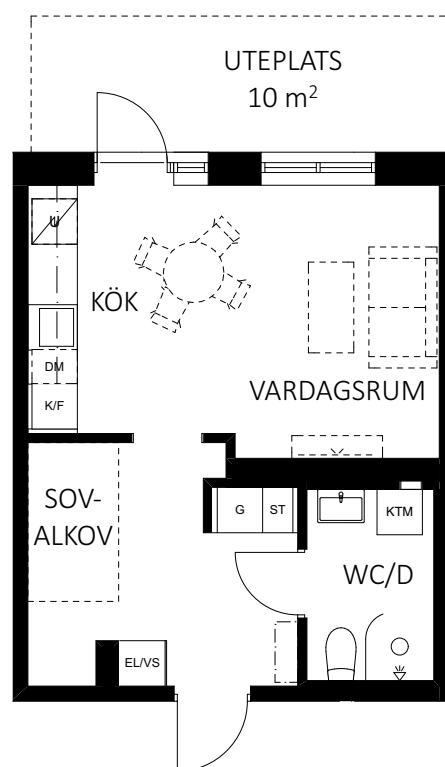 UTEPLATS
10 m²
U
KÖK
DM
K/F
VARDAGSRUM
SOV-
ALKOV
G
ST
KTM
WC/D
EL/VS